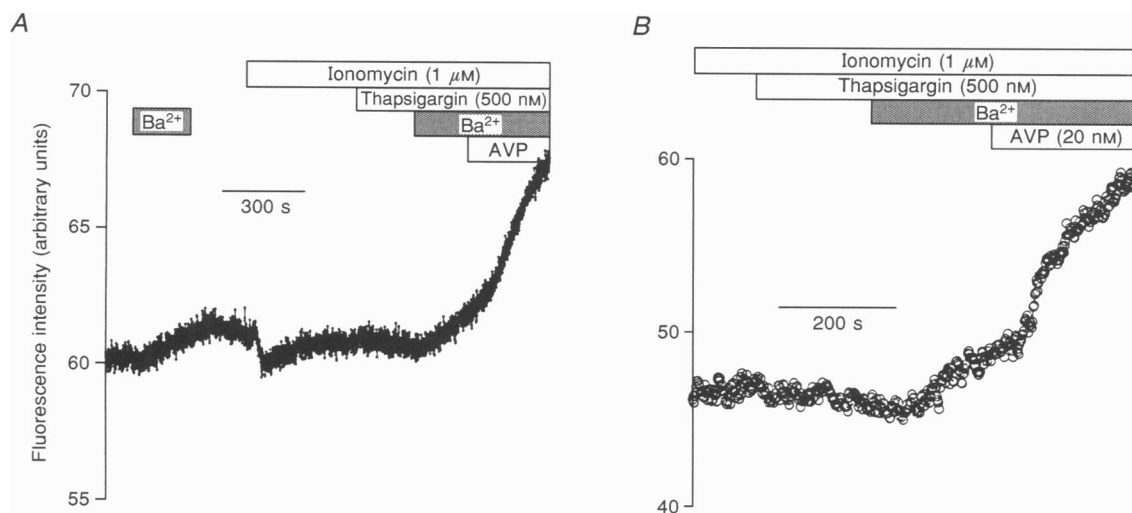 A
Fluorescence intensity (arbitrary units)
70
65
60
55
Ionomycin (1 μM)
Thapsigargin (500 nM)
Ba²⁺
Ba²⁺
AVP
300 s
B
Ionomycin (1 μM)
Thapsigargin (500 nM)
Ba²⁺
AVP (20 nM)
60
50
40
200 s